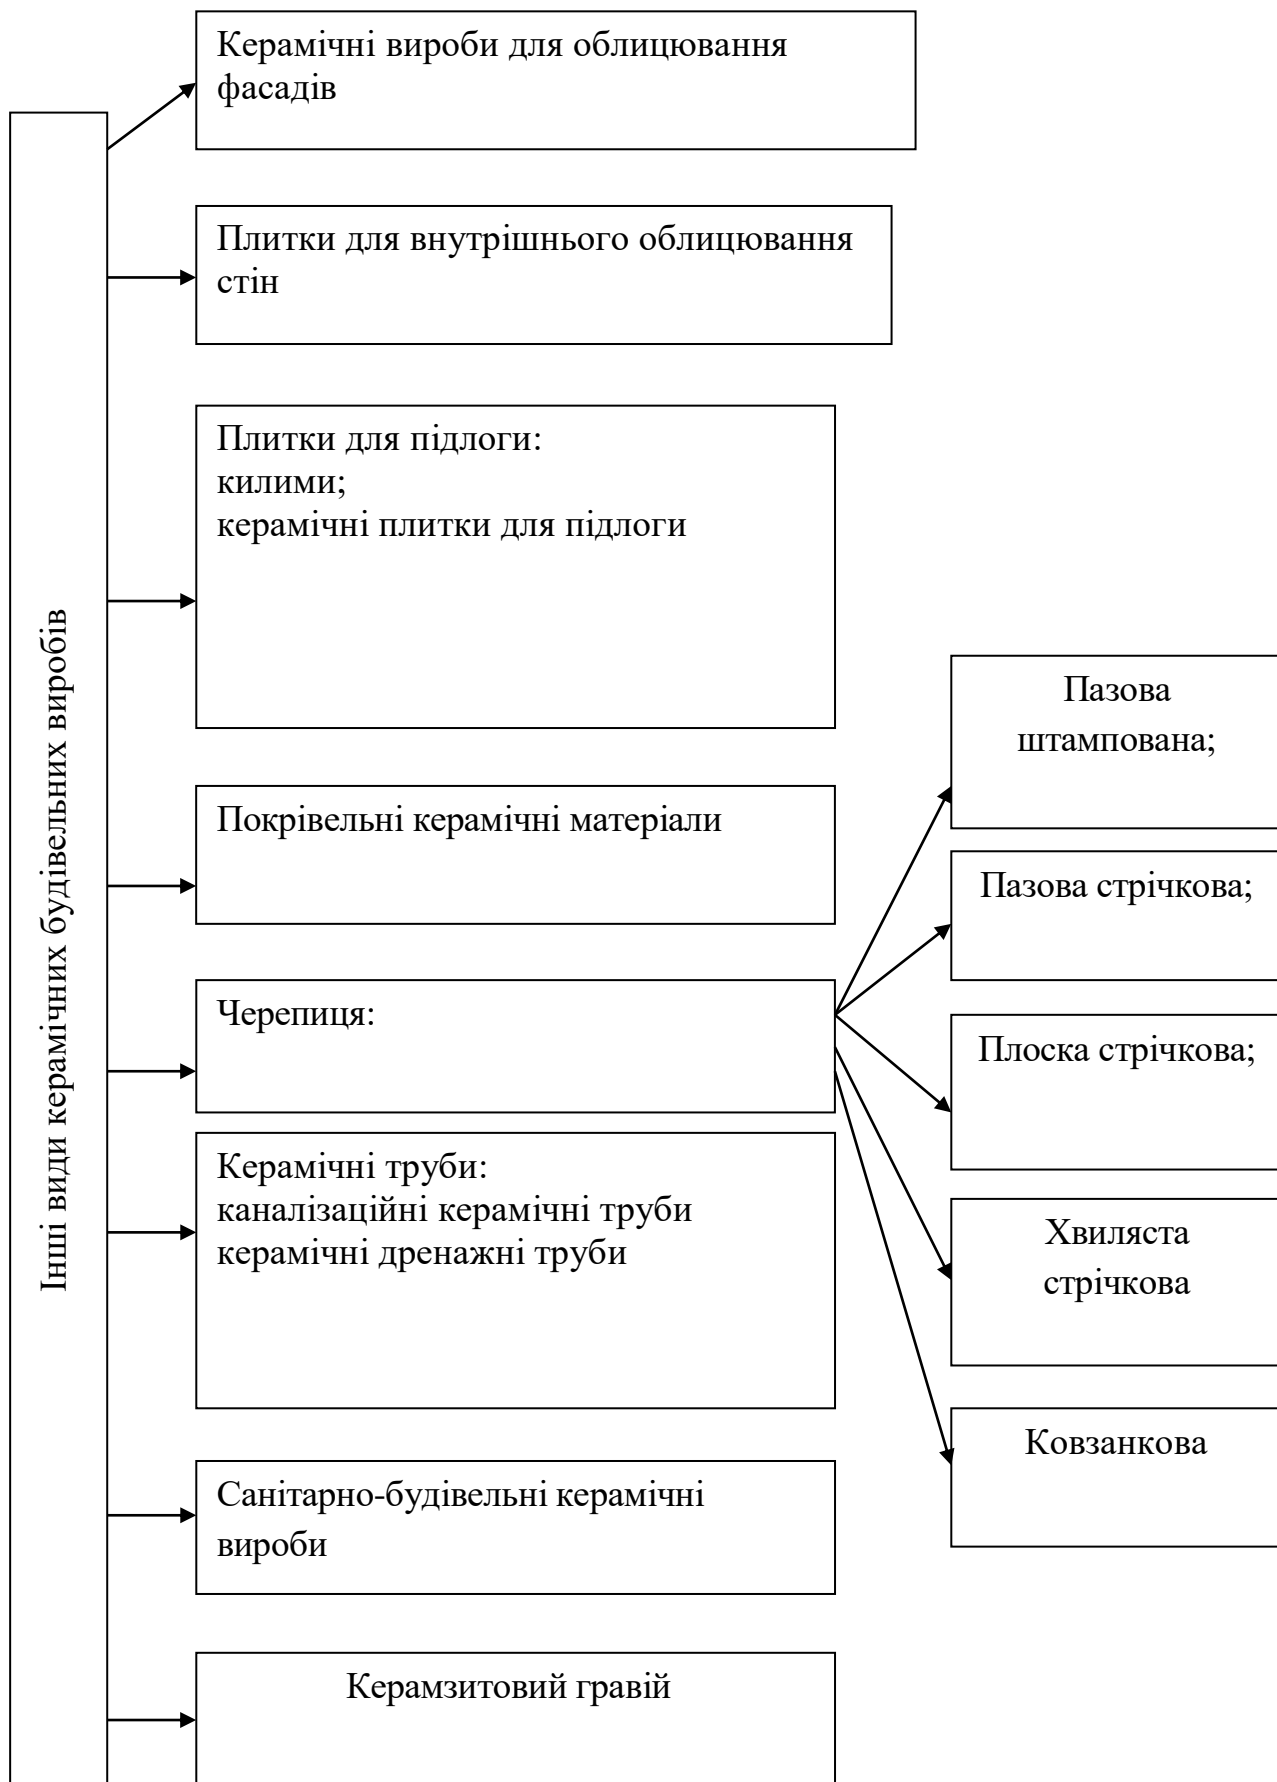 Керамічні вироби для облицювання
фасадів
Плитки для внутрішнього облицювання
стін
Плитки для підлоги:
килими;
керамічні плитки для підлоги
Інші види керамічних будівельних виробів
Покрівельні керамічні матеріали
Черепиця:
Пазова
штампована;
Пазова стрічкова;
Плоска стрічкова;
Хвиляста
стрічкова
Ковзанкова
Керамічні труби:
каналізаційні керамічні труби
керамічні дренажні труби
Санітарно-будівельні керамічні
вироби
Керамзитовий гравій